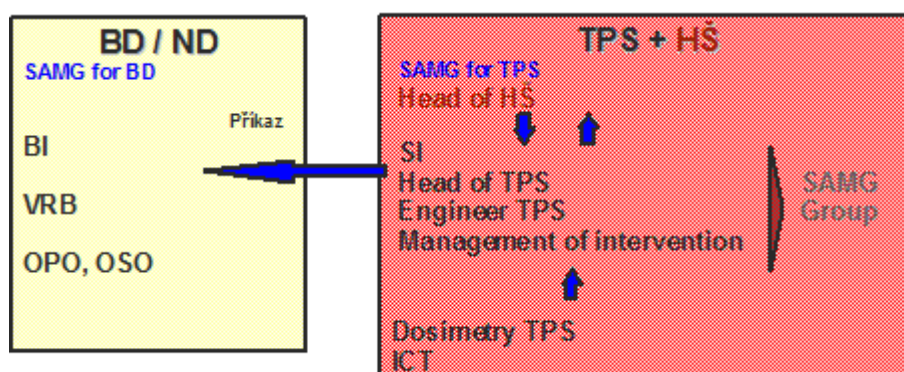 BD / ND
SAMG for BD
Příkaz
BI
VRB
OPO, OSO
TPS + HŠ
SAMG for TPS
Head of HŠ
SI
Head of TPS
Engineer TPS
Management of intervention
SAMG
Group
Dosimetry TPS
ICT